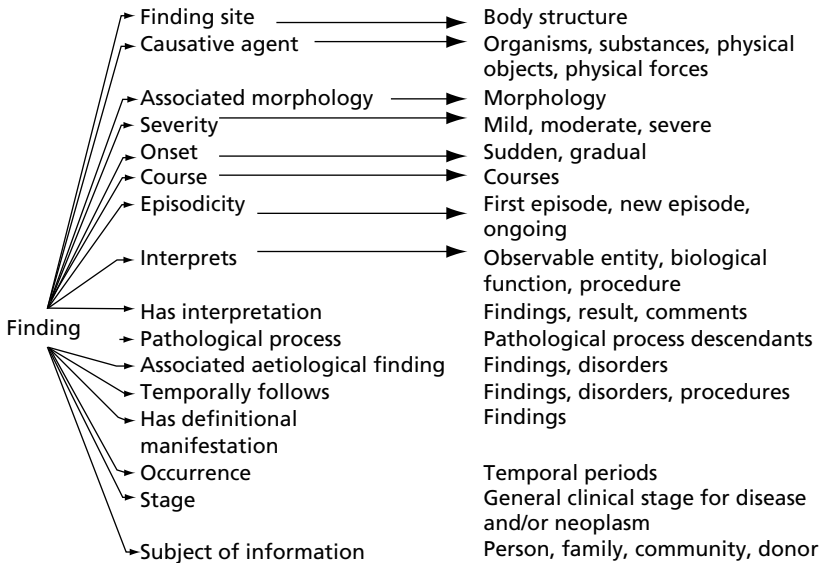 Finding site Body structure
Causative agent Organisms, substances, physical
objects, physical forces
Associated morphology Morphology
Severity Mild, moderate, severe
Onset Sudden, gradual
Course Courses
Episodicity First episode, new episode,
ongoing
Interprets Observable entity, biological
function, procedure
Has interpretation Findings, result, comments
Finding
Pathological process Pathological process descendants
Associated aetiological finding Findings, disorders
Temporally follows Findings, disorders, procedures
Has definitional Findings
manifestation
Occurrence Temporal periods
Stage General clinical stage for disease
and/or neoplasm
Subject of information Person, family, community, donor